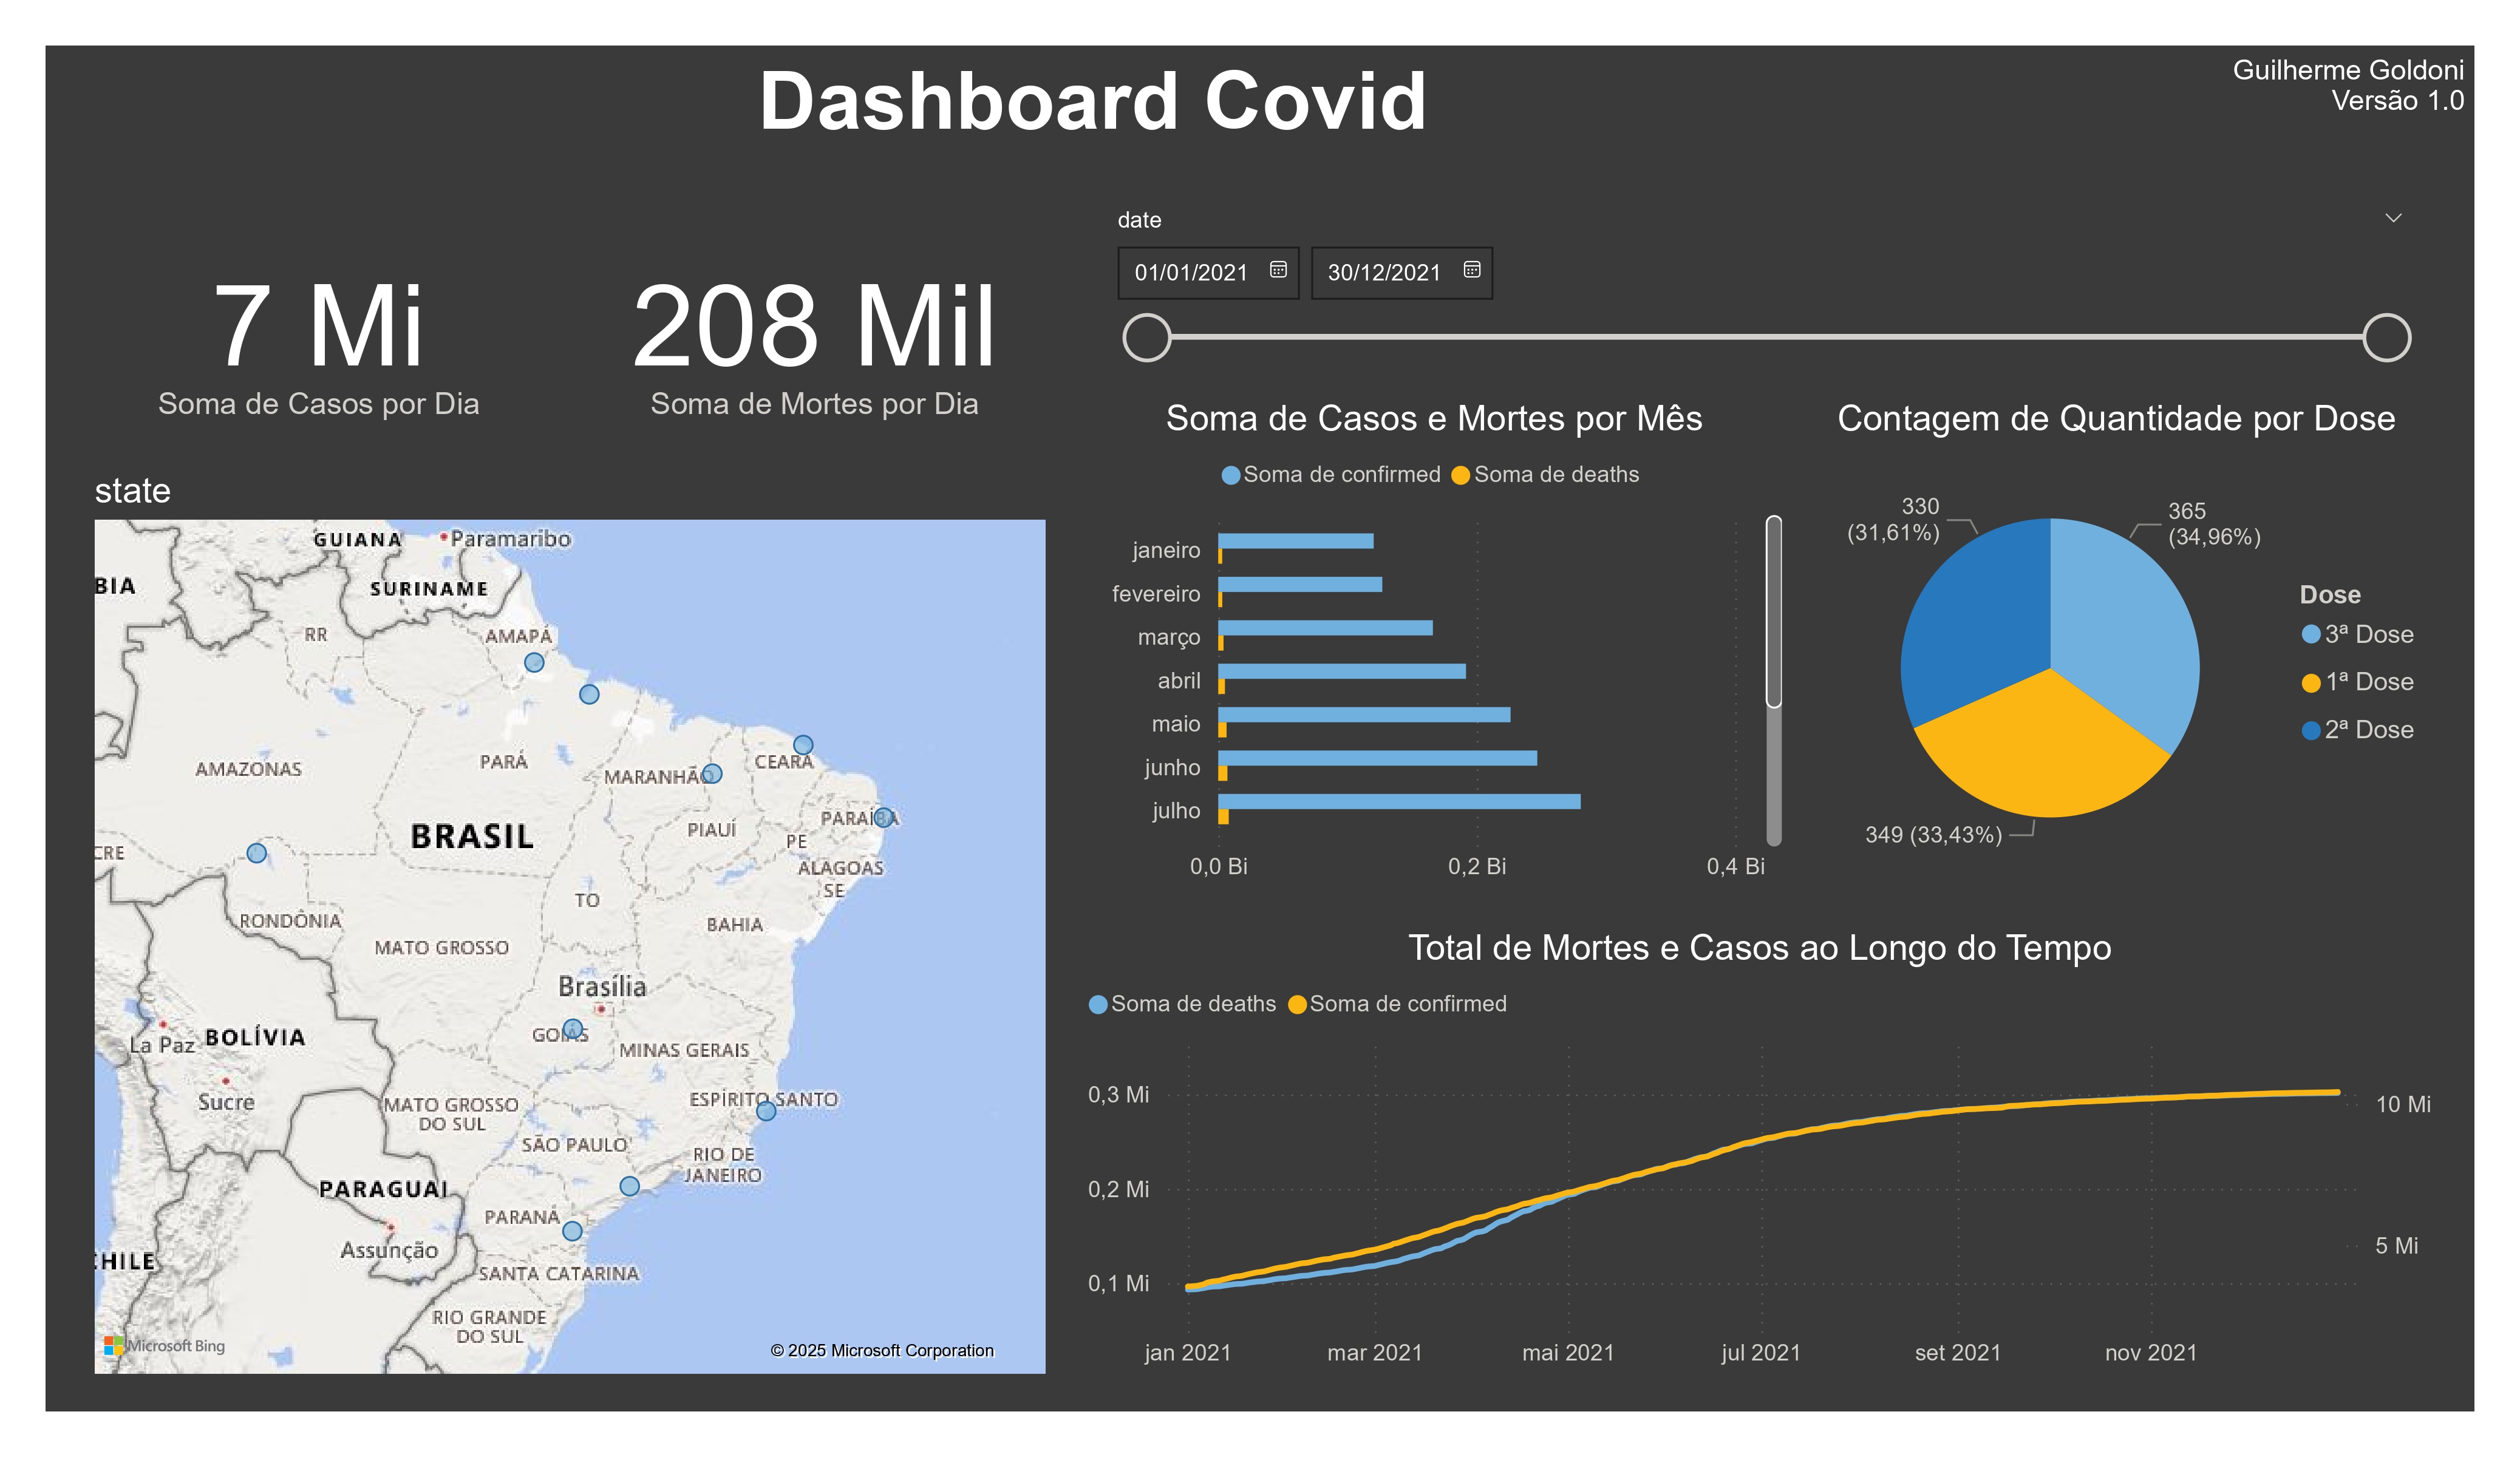 Dashboard Covid
Guilherme Goldoni
Versão 1.0
7 Mi
Soma de Casos por Dia
208 Mil
Soma de Mortes por Dia
date
01/01/2021
30/12/2021
state
GUIANA
Paramaribo
BIA
SURINAME
RR
AMAPÁ
AMAZONAS
PARÁ
MARANHÃO
CEARÁ
BRASIL
PIAUÍ
PARAÍBA
PE
CRE
ALAGOAS
SE
TO
RONDÔNIA
BAHIA
MATO GROSSO
Brasília
La Paz
BOLÍVIA
GOIÁS
MINAS GERAIS
Sucre
MATO GROSSO
DO SUL
ESPÍRITO SANTO
SÃO PAULO
RIO DE
JANEIRO
PARAGUAI
PARANÁ
Assunção
CHILE
SANTA CATARINA
RIO GRANDE
DO SUL
Microsoft Bing
© 2025 Microsoft Corporation
Soma de Casos e Mortes por Mês
Soma de confirmed
Soma de deaths
janeiro
fevereiro
março
abril
maio
junho
julho
0,0 Bi
0,2 Bi
0,4 Bi
Contagem de Quantidade por Dose
330
(31,61%)
365
(34,96%)
349 (33,43%)
Dose
3ª Dose
1ª Dose
2ª Dose
Total de Mortes e Casos ao Longo do Tempo
Soma de deaths
Soma de confirmed
0,3 Mi
0,2 Mi
0,1 Mi
10 Mi
5 Mi
jan 2021
mar 2021
mai 2021
jul 2021
set 2021
nov 2021